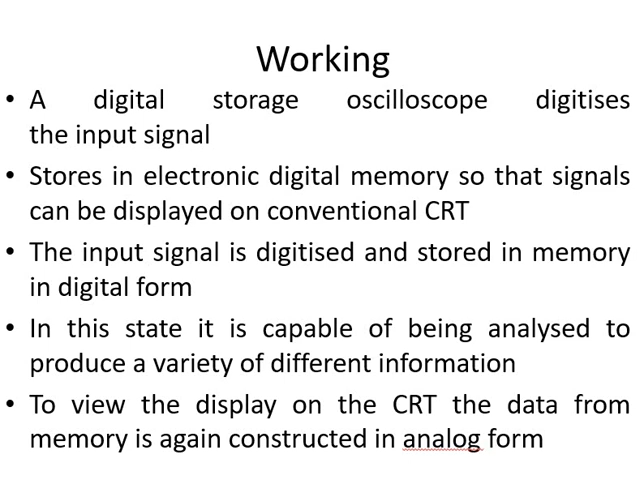 Working
• A digital storage oscilloscope digitises
the input signal
• Stores in electronic digital memory so that signals
can be displayed on conventional CRT
• The input signal is digitised and stored in memory
in digital form
• In this state it is capable of being analysed to
produce a variety of different information
• To view the display on the CRT the data from
memory is again constructed in analog form